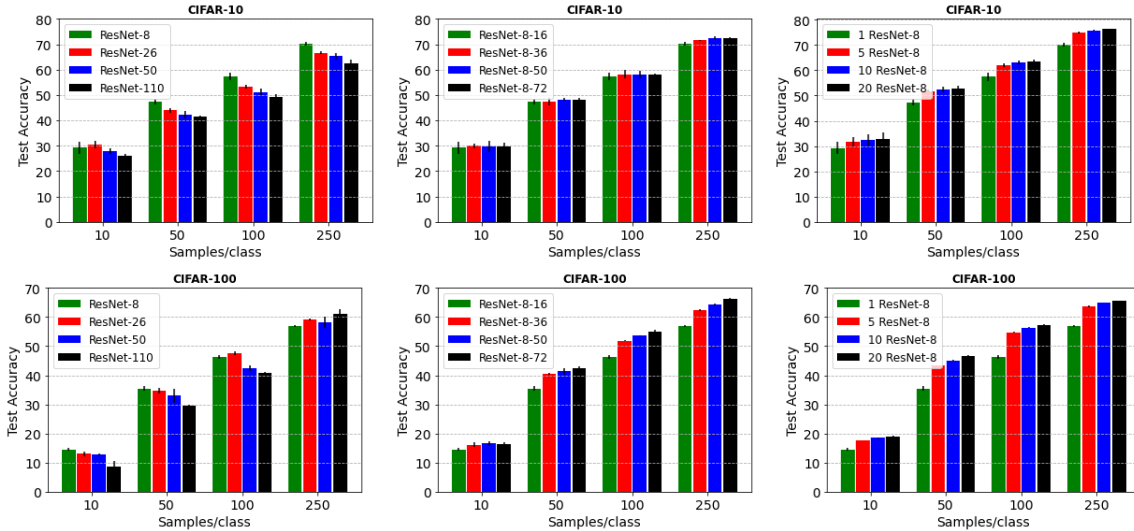 CIFAR-10
80
70
60
50
40
30
20
10
0
Test Accuracy
ResNet-8
ResNet-26
ResNet-50
ResNet-110
10 50 100 250
Samples/class
CIFAR-10
80
70
60
50
40
30
20
10
0
Test Accuracy
ResNet-8-16
ResNet-8-36
ResNet-8-50
ResNet-8-72
10 50 100 250
Samples/class
CIFAR-10
80
70
60
50
40
30
20
10
0
Test Accuracy
1 ResNet-8
5 ResNet-8
10 ResNet-8
20 ResNet-8
10 50 100 250
Samples/class
CIFAR-100
70
60
50
40
30
20
10
0
Test Accuracy
ResNet-8
ResNet-26
ResNet-50
ResNet-110
10 50 100 250
Samples/class
CIFAR-100
70
60
50
40
30
20
10
0
Test Accuracy
ResNet-8-16
ResNet-8-36
ResNet-8-50
ResNet-8-72
10 50 100 250
Samples/class
CIFAR-100
70
60
50
40
30
20
10
0
Test Accuracy
1 ResNet-8
5 ResNet-8
10 ResNet-8
20 ResNet-8
10 50 100 250
Samples/class